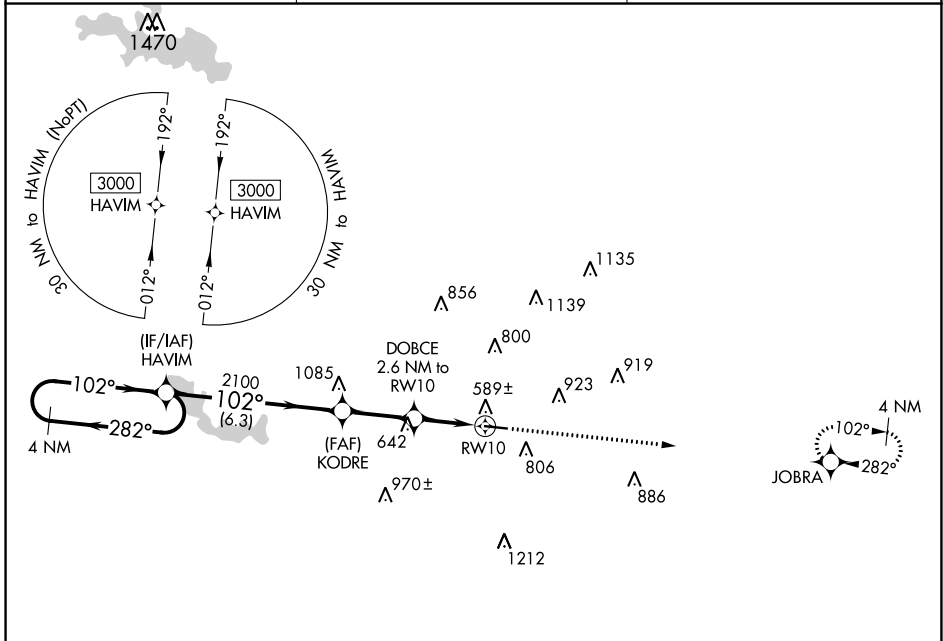 1470
30 NM to HAVIM (NoPT)
192°
3000
HAVIM
012°
192°
3000
HAVIM
012°
30 NM to HAVIM
1135
1139
856
800
(IF/IAF)
HAVIM
DOBCE
2.6 NM to
RW10
919
923
1085
2100
102°
(6.3)
589±
102°
282°
4 NM
(FAF)
KODRE
642
RW10
806
970±
886
1212
4 NM
102°
282°
JOBRA